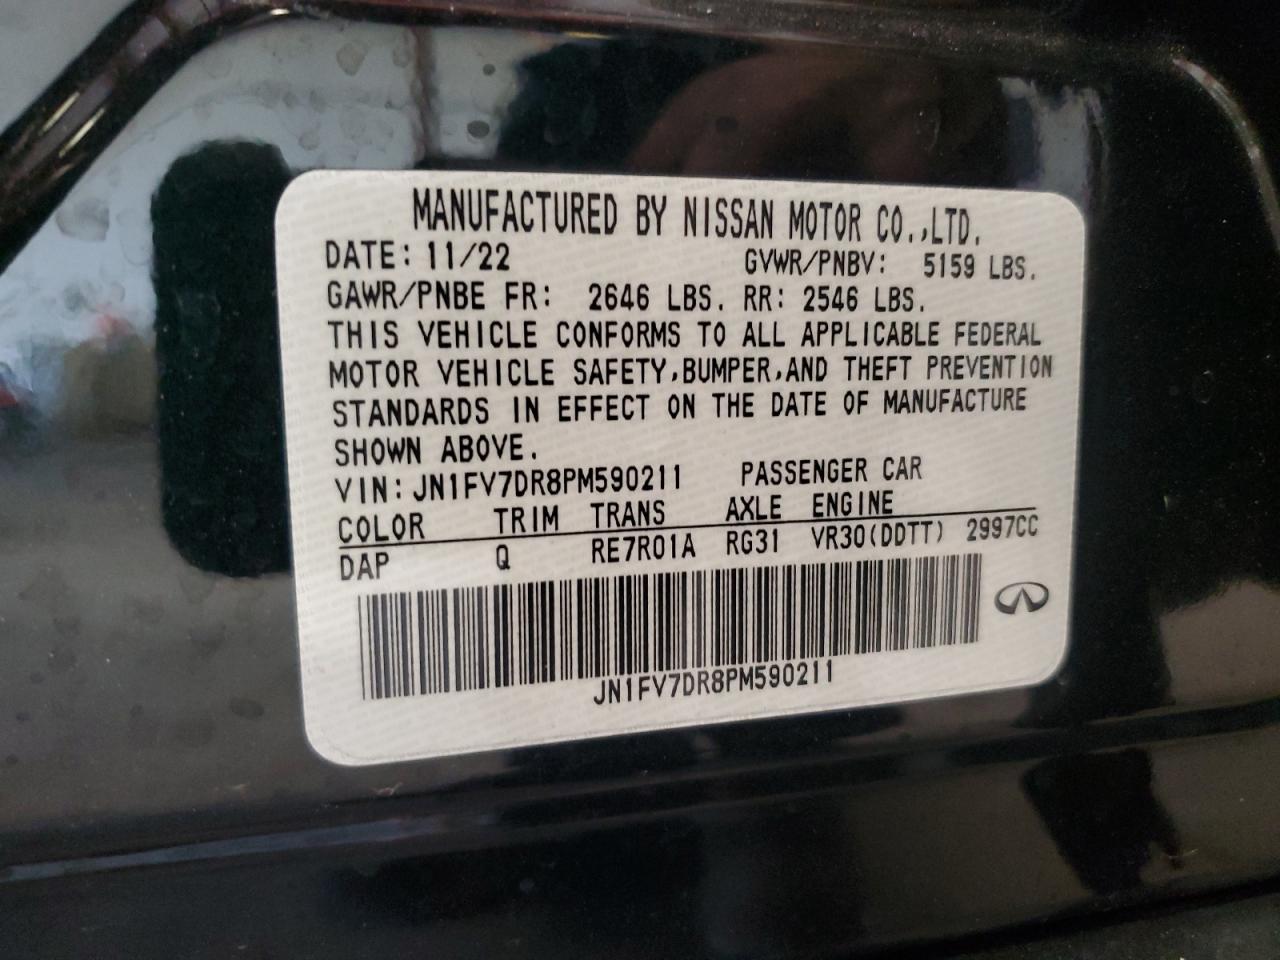 MANUFACTURED BY NISSAN MOTOR CO.,LTD.
DATE: 11/22 GVWR/PNBV: 5159 LBS.
GAWR/PNBE FR: 2646 LBS. RR: 2546 LBS.
THIS VEHICLE CONFORMS TO ALL APPLICABLE FEDERAL
MOTOR VEHICLE SAFETY,BUMPER,AND THEFT PREVENTION
STANDARDS IN EFFECT ON THE DATE OF MANUFACTURE
SHOWN ABOVE.
VIN: JN1FV7DR8PM590211 PASSENGER CAR
COLOR TRIM TRANS AXLE ENGINE
DAP Q RE7R01A RG31 VR30(DDTT) 2997CC
JN1FV7DR8PM590211